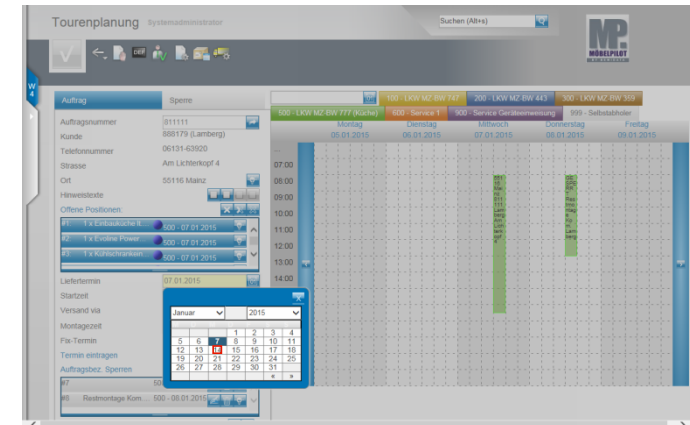 Tourenplanung Systemadministrator
Suchen (Alt+s)
MÖBELPILOT
W
4
Auftrag Sperre
100 - LKW MZ-BW 747 200 - LKW MZ-BW 443 300 - LKW MZ-BW 359
500 - LKW MZ-BW 777 (Küche) 600 - Service 1 900 - Service Geräteeinweisung 999 - Selbstabholer
Montag Dienstag Mittwoch Donnerstag Freitag
05.01.2015 06.01.2015 07.01.2015 08.01.2015 09.01.2015
Auftragsnummer 011111
Kunde 888179 (Lamberg)
Telefonnummer 06131-63920
Strasse Am Lichterkopf 4
Ort 55116 Mainz
Hinweistexte
Offene Positionen:
#1 1 x Einbauküche li... 500 - 07.01.2015
#2 1 x Evoline Power... 500 - 07.01.2015
#3 1 x Kühlschranken... 500 - 07.01.2015
07:00
08:00
09:00
10:00
11:00
12:00
13:00
14:00
Liefertermin 07.01.2015
Startzeit
Versand via
Montagezeit
Fix-Termin
Termin eintragen
Auftragsbez. Sperren
Januar 2015
1 2 3 4
5 6 7 8 9 10 11
12 13 14 15 16 17 18
19 20 21 22 23 24 25
26 27 28 29 30 31
« »
#7
#8 Restmontage Kom... 500 - 08.01.2015